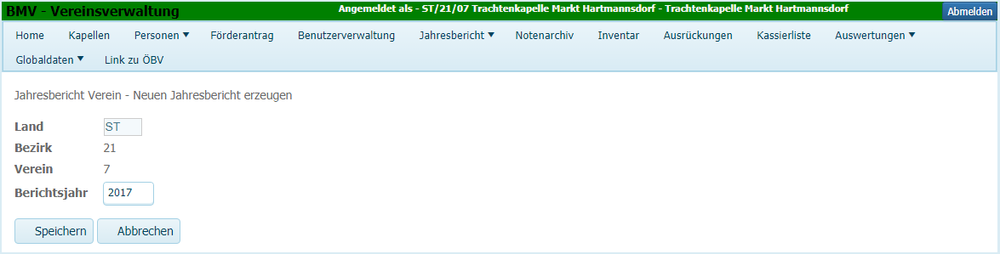 BMV - Vereinsverwaltung Angemeldet als - ST/21/07 Trachtenkapelle Markt Hartmannsdorf - Trachtenkapelle Markt Hartmannsdorf Abmelden
Home Kapellen Personen Förderantrag Benutzerverwaltung Jahresbericht Notenarchiv Inventar Ausrückungen Kassierliste Auswertungen
Globaldaten Link zu ÖBV
Jahresbericht Verein - Neuen Jahresbericht erzeugen
Land ST
Bezirk 21
Verein 7
Berichtsjahr 2017
Speichern Abbrechen